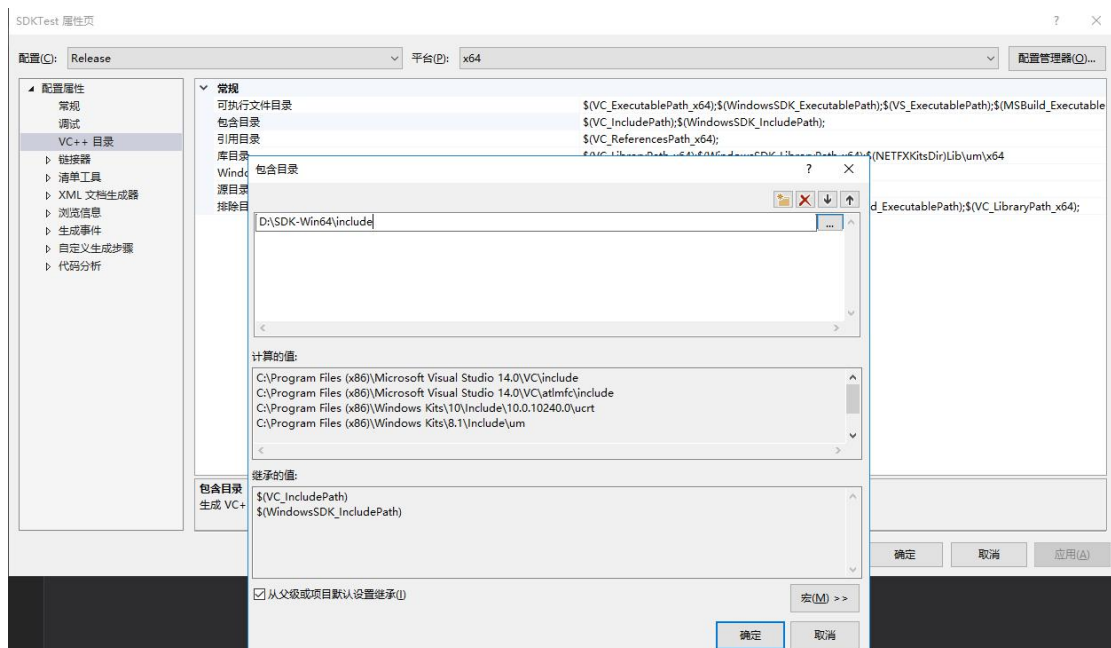 SDKTest 属性页
配置(C): Release 平台(P): x64 配置管理器(O)...
配置属性
常规
调试
VC++ 目录
链接器
清单工具
XML 文档生成器
浏览信息
生成事件
自定义生成步骤
代码分析
常规
可执行文件目录 $(VC_ExecutablePath_x64);$(WindowsSDK_ExecutablePath);$(VS_ExecutablePath);$(MSBuild_Executable
包含目录 $(VC_IncludePath);$(WindowsSDK_IncludePath);
引用目录 $(VC_ReferencesPath_x64);
库目录 $(VC_LibraryPath_x64);$(WindowsSDK_LibraryPath_x64);$(NETFXKitsDir)Lib\um\x64
Windo
源目录
排除目 d_ExecutablePath);$(VC_LibraryPath_x64);
包含目录
D:\SDK-Win64\include
...
计算的值:
C:\Program Files (x86)\Microsoft Visual Studio 14.0\VC\include
C:\Program Files (x86)\Microsoft Visual Studio 14.0\VC\atlmfc\include
C:\Program Files (x86)\Windows Kits\10\Include\10.0.10240.0\ucrt
C:\Program Files (x86)\Windows Kits\8.1\Include\um
继承的值:
$(VC_IncludePath)
$(WindowsSDK_IncludePath)
从父级或项目默认设置继承(I)
宏(M) >>
确定 取消
包含目录
生成 VC+
确定 取消 应用(A)